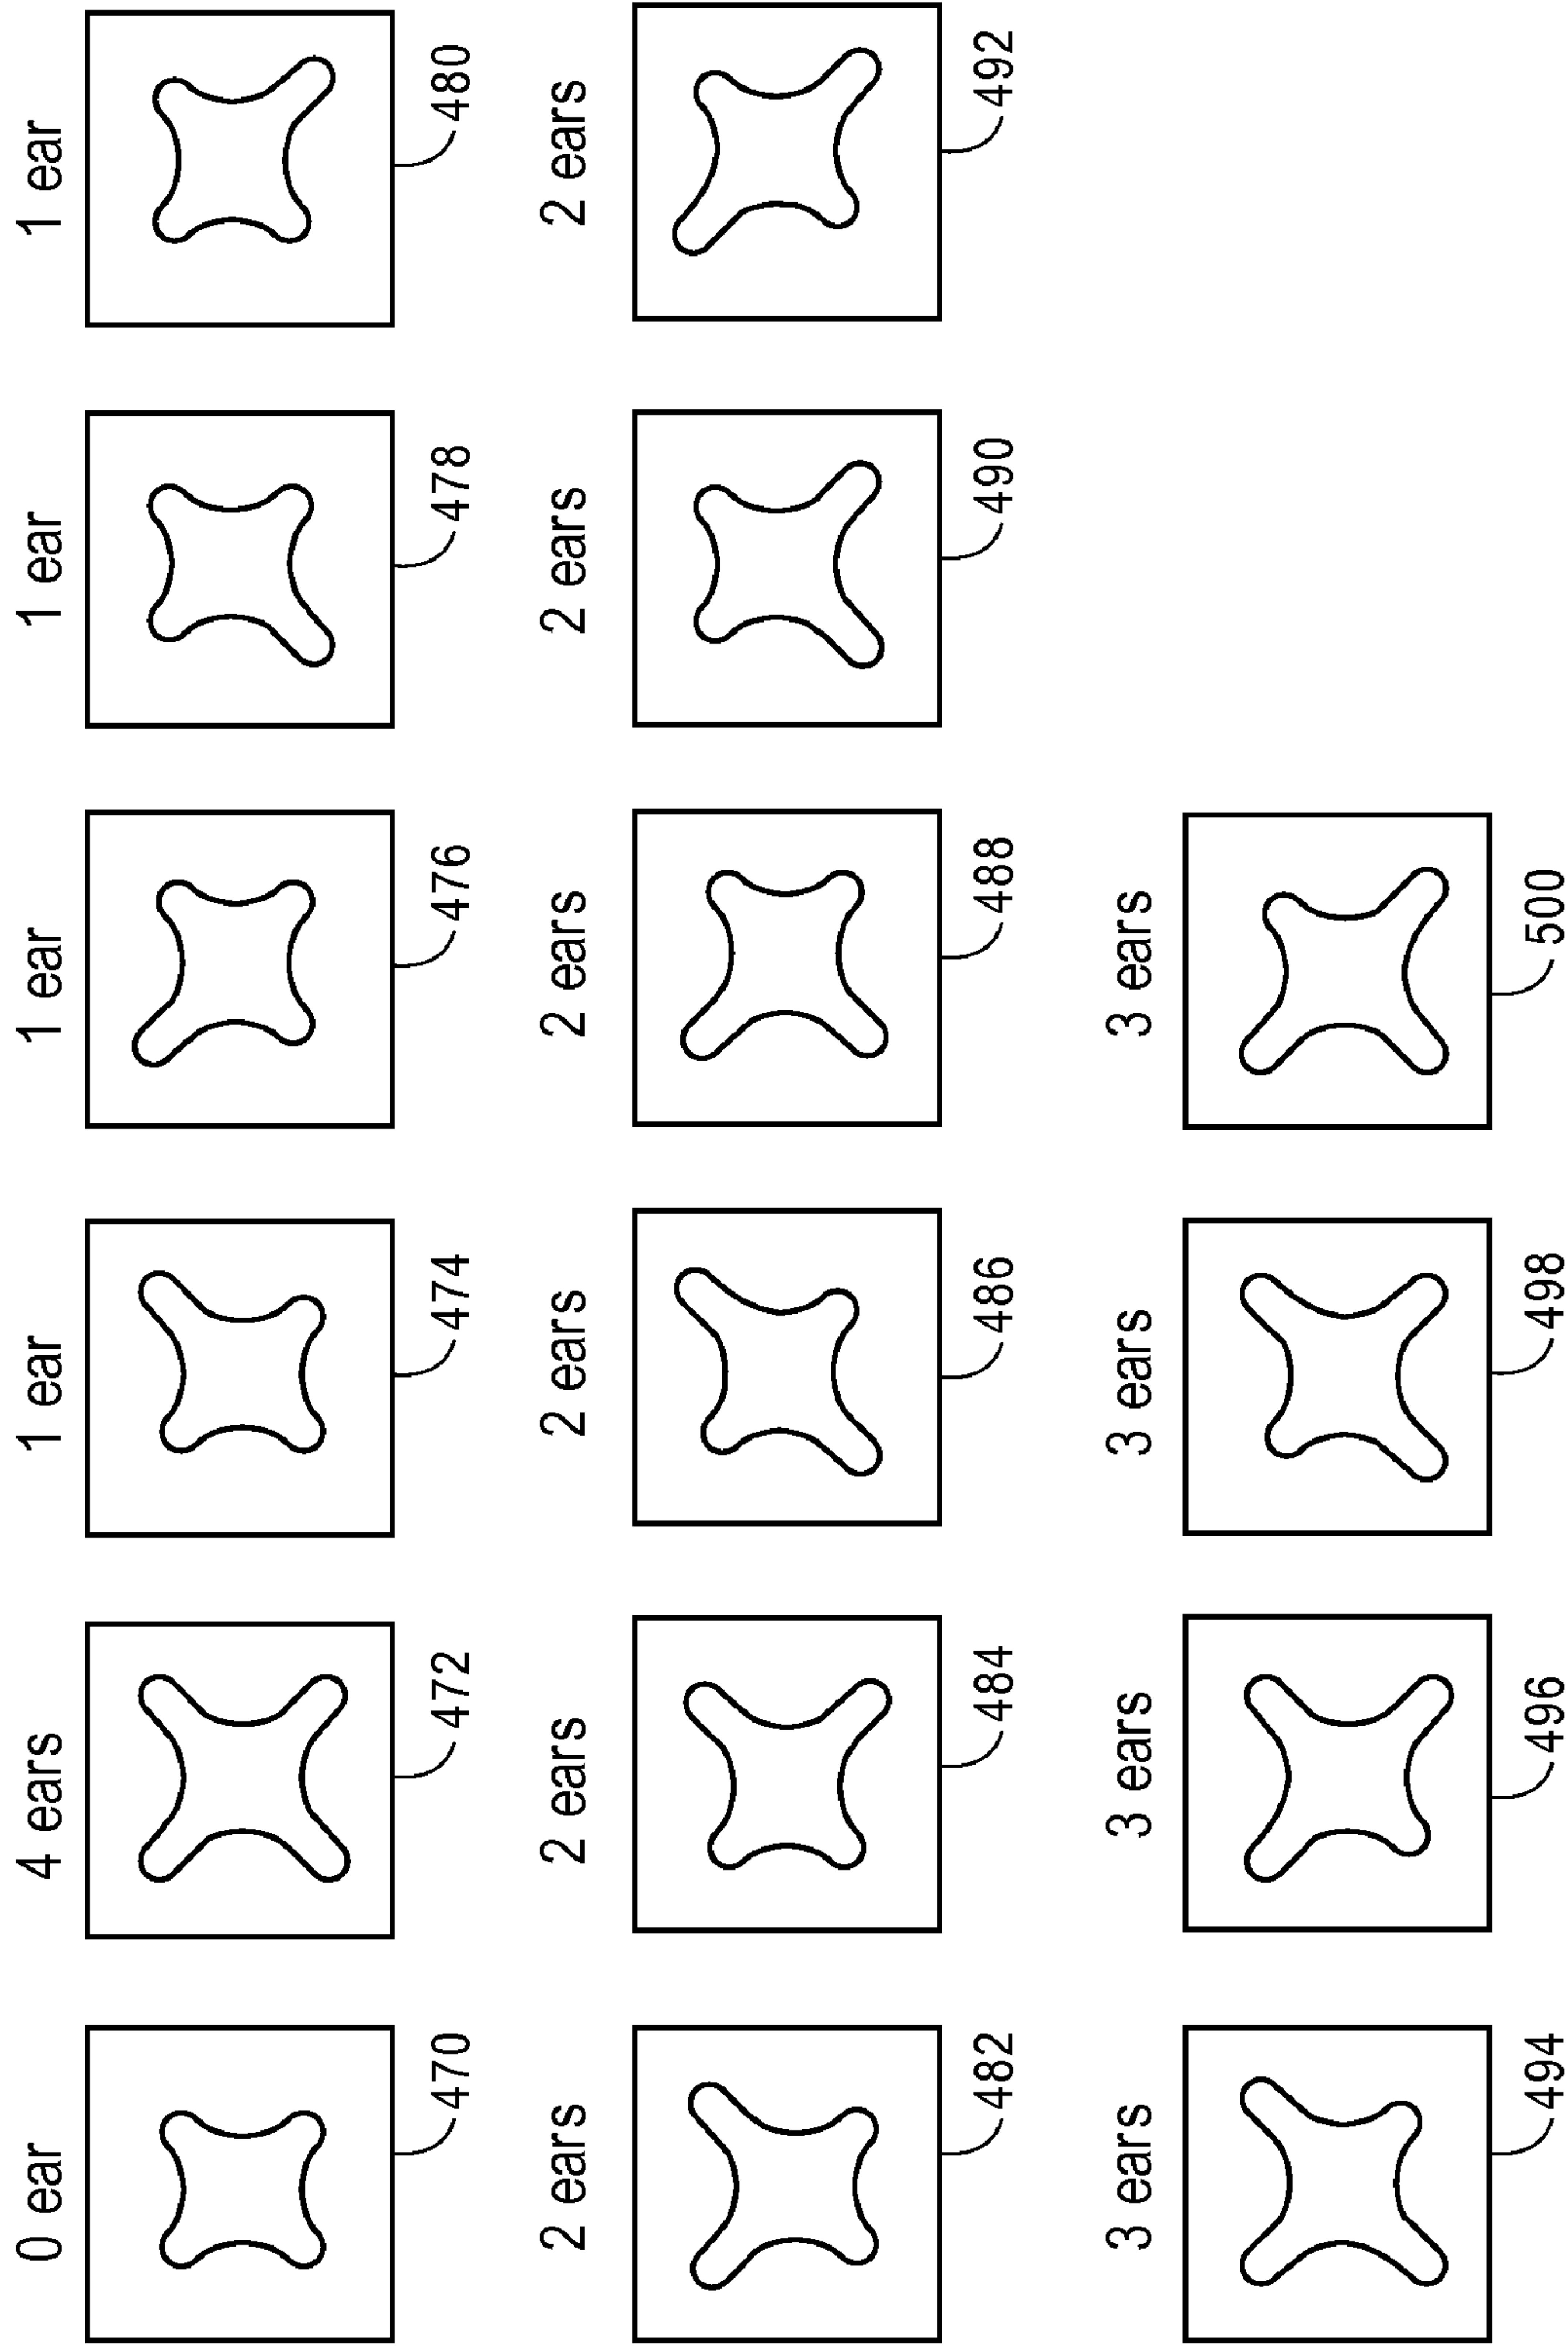 0 ear 4 ears 1 ear 1 ear 1 ear 1 ear
470 472 474 476 478 480
2 ears 2 ears 2 ears 2 ears 2 ears 2 ears
482 484 486 488 490 492
3 ears 3 ears 3 ears 3 ears
494 496 498 500